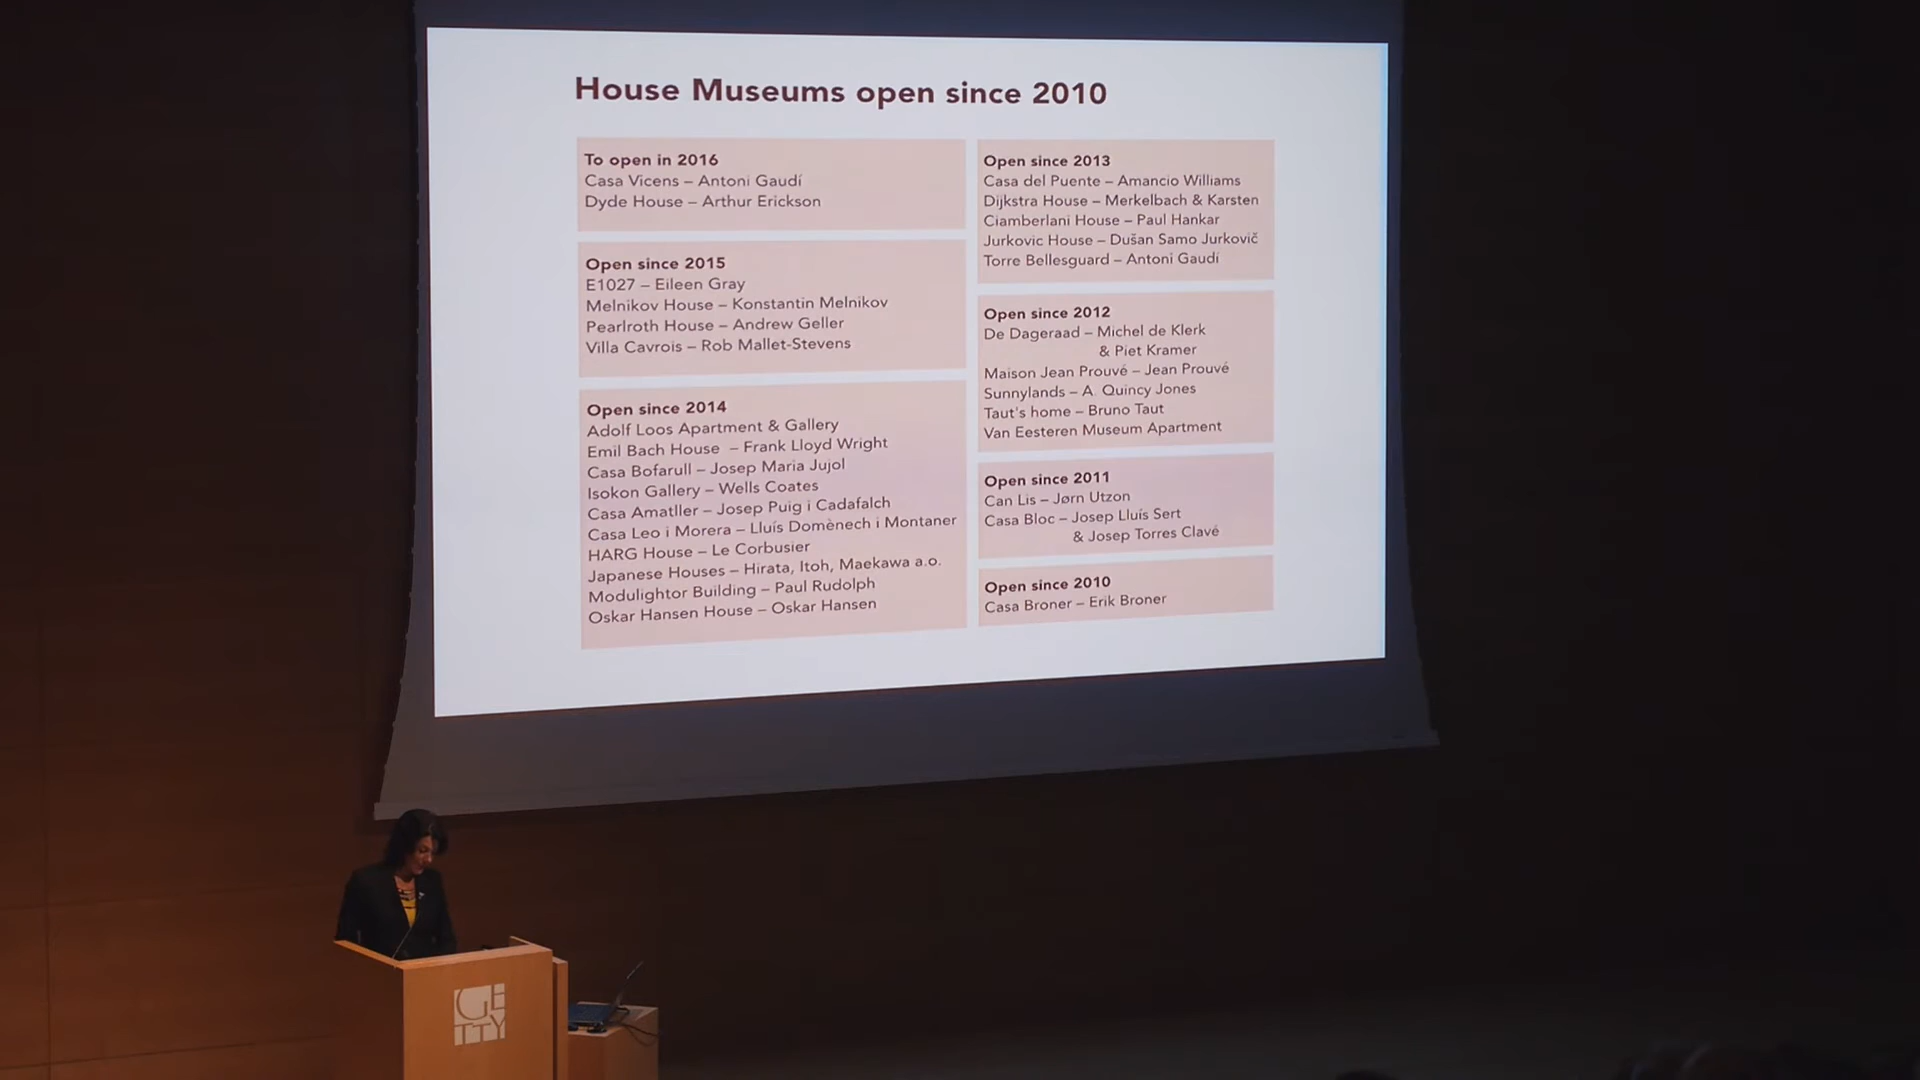 House Museums open since 2010
To open in 2016
Casa Vicens – Antoni Gaudí
Dyde House – Arthur Erickson
Open since 2015
E1027 – Eileen Gray
Melnikov House – Konstantin Melnikov
Pearlroth House – Andrew Geller
Villa Cavrois – Rob Mallet-Stevens
Open since 2014
Adolf Loos Apartment & Gallery
Emil Bach House – Frank Lloyd Wright
Casa Bofarull – Josep Maria Jujol
Isokon Gallery – Wells Coates
Casa Amatller – Josep Puig i Cadafalch
Casa Leo i Morera – Lluís Domènech i Montaner
HARG House – Le Corbusier
Japanese Houses – Hirata, Itoh, Maekawa a.o.
Modulightor Building – Paul Rudolph
Oskar Hansen House – Oskar Hansen
Open since 2013
Casa del Puente – Amancio Williams
Dijkstra House – Merkelbach & Karsten
Ciamberlani House – Paul Hankar
Jurkovic House – Dušan Samo Jurkovič
Torre Bellesguard – Antoni Gaudí
Open since 2012
De Dageraad – Michel de Klerk
& Piet Kramer
Maison Jean Prouvé – Jean Prouvé
Sunnylands – A. Quincy Jones
Taut's home – Bruno Taut
Van Eesteren Museum Apartment
Open since 2011
Can Lis – Jørn Utzon
Casa Bloc – Josep Lluís Sert
& Josep Torres Clavé
Open since 2010
Casa Broner – Erik Broner
GETTY